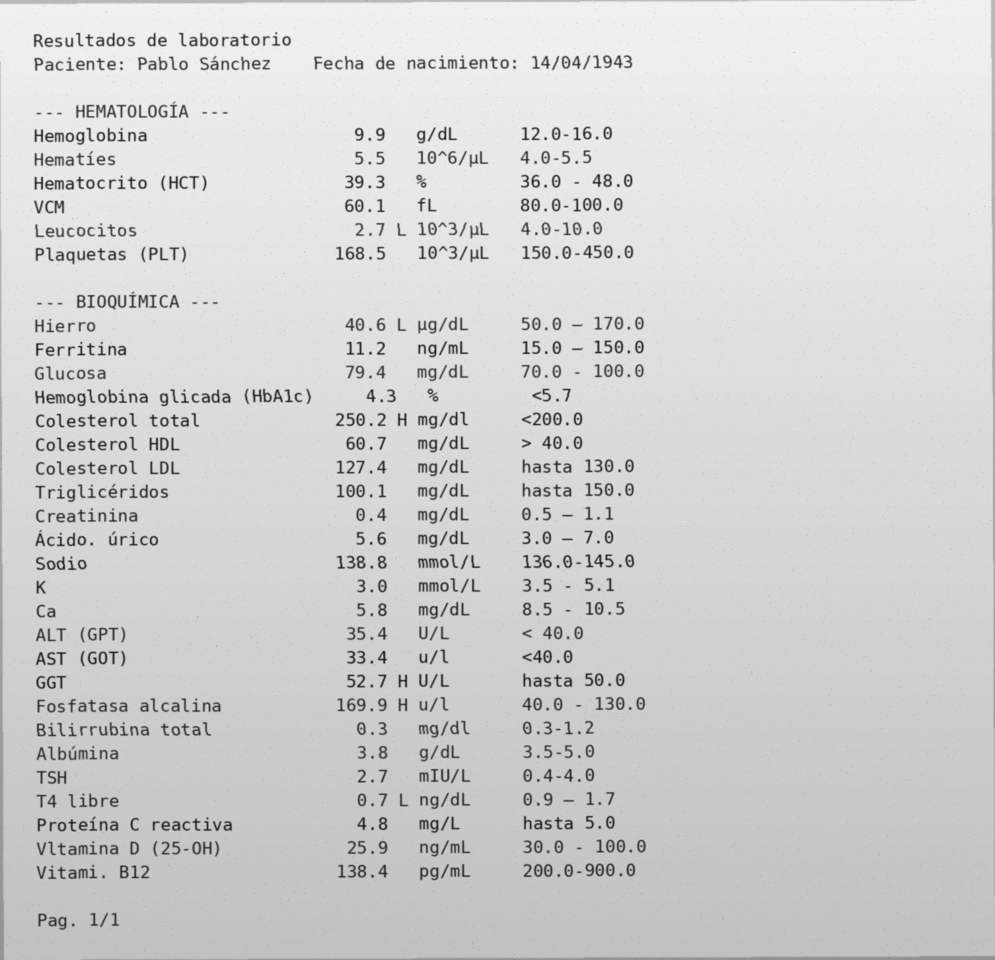 Resultados de laboratorio
Paciente: Pablo Sánchez    Fecha de nacimiento: 14/04/1943
--- HEMATOLOGÍA ---
Hemoglobina 9.9 g/dL 12.0-16.0
Hematíes 5.5 10^6/µL 4.0-5.5
Hematocrito (HCT) 39.3 % 36.0 - 48.0
VCM 60.1 fL 80.0-100.0
Leucocitos 2.7 L 10^3/µL 4.0-10.0
Plaquetas (PLT) 168.5 10^3/µL 150.0-450.0
--- BIOQUÍMICA ---
Hierro 40.6 L µg/dL 50.0 – 170.0
Ferritina 11.2 ng/mL 15.0 – 150.0
Glucosa 79.4 mg/dL 70.0 - 100.0
Hemoglobina glicada (HbA1c) 4.3 % <5.7
Colesterol total 250.2 H mg/dl <200.0
Colesterol HDL 60.7 mg/dL > 40.0
Colesterol LDL 127.4 mg/dL hasta 130.0
Triglicéridos 100.1 mg/dL hasta 150.0
Creatinina 0.4 mg/dL 0.5 – 1.1
Ácido. úrico 5.6 mg/dL 3.0 – 7.0
Sodio 138.8 mmol/L 136.0-145.0
K 3.0 mmol/L 3.5 - 5.1
Ca 5.8 mg/dL 8.5 - 10.5
ALT (GPT) 35.4 U/L < 40.0
AST (GOT) 33.4 u/l <40.0
GGT 52.7 H U/L hasta 50.0
Fosfatasa alcalina 169.9 H u/l 40.0 - 130.0
Bilirrubina total 0.3 mg/dl 0.3-1.2
Albúmina 3.8 g/dL 3.5-5.0
TSH 2.7 mIU/L 0.4-4.0
T4 libre 0.7 L ng/dL 0.9 – 1.7
Proteína C reactiva 4.8 mg/L hasta 5.0
Vltamina D (25-OH) 25.9 ng/mL 30.0 - 100.0
Vitami. B12 138.4 pg/mL 200.0-900.0
Pag. 1/1